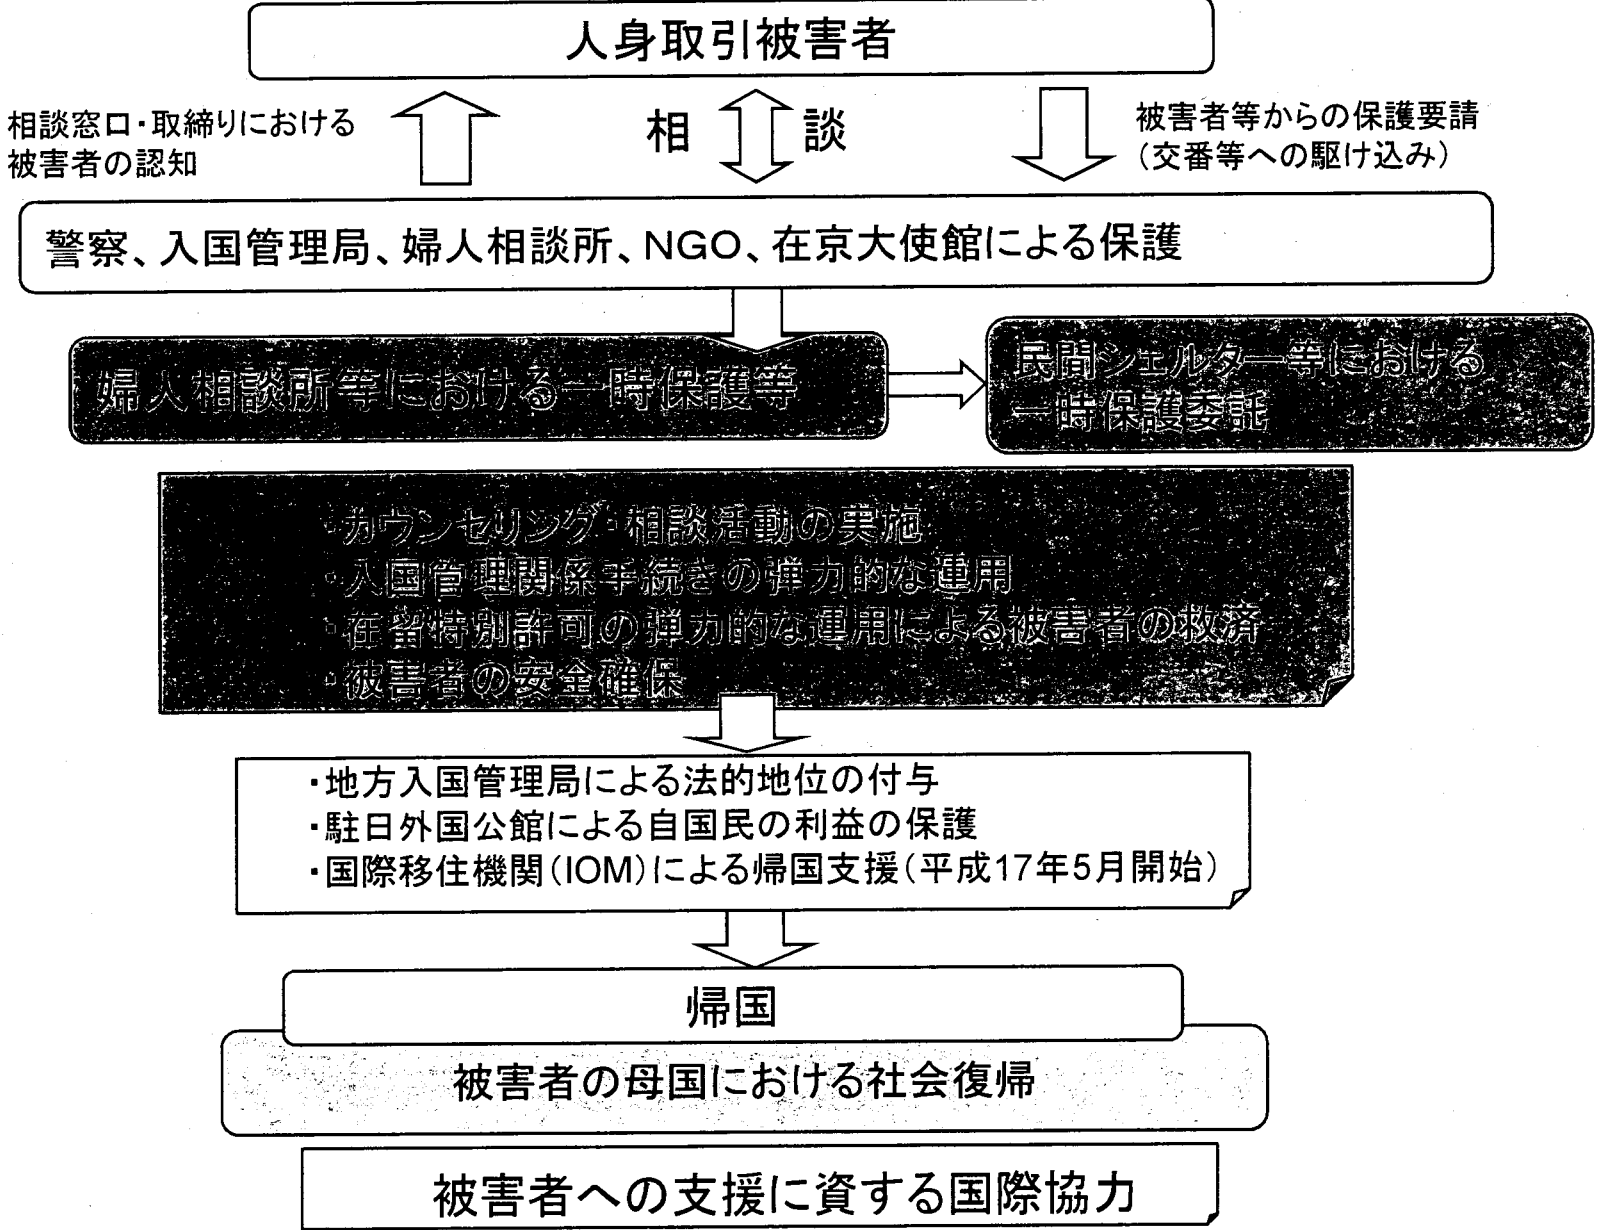 人身取引被害者
相談窓口・取締りにおける
被害者の認知
相 談
被害者等からの保護要請
(交番等への駆け込み)
警察、入国管理局、婦人相談所、NGO、在京大使館による保護
婦人相談所等における一時保護等
民間シェルター等における
一時保護委託
・カウンセリング・相談活動の実施
・入国管理関係手続きの弾力的な運用
・在留特別許可の弾力的な運用による被害者の救済
・被害者の安全確保
・地方入国管理局による法的地位の付与
・駐日外国公館による自国民の利益の保護
・国際移住機関(IOM)による帰国支援(平成17年5月開始)
帰国
被害者の母国における社会復帰
被害者への支援に資する国際協力